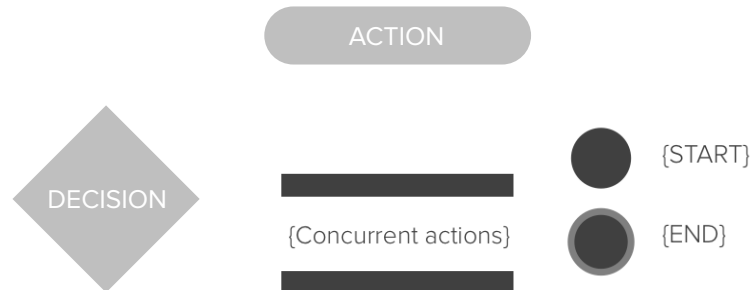 ACTION
{START}
DECISION
{Concurrent actions}
{END}